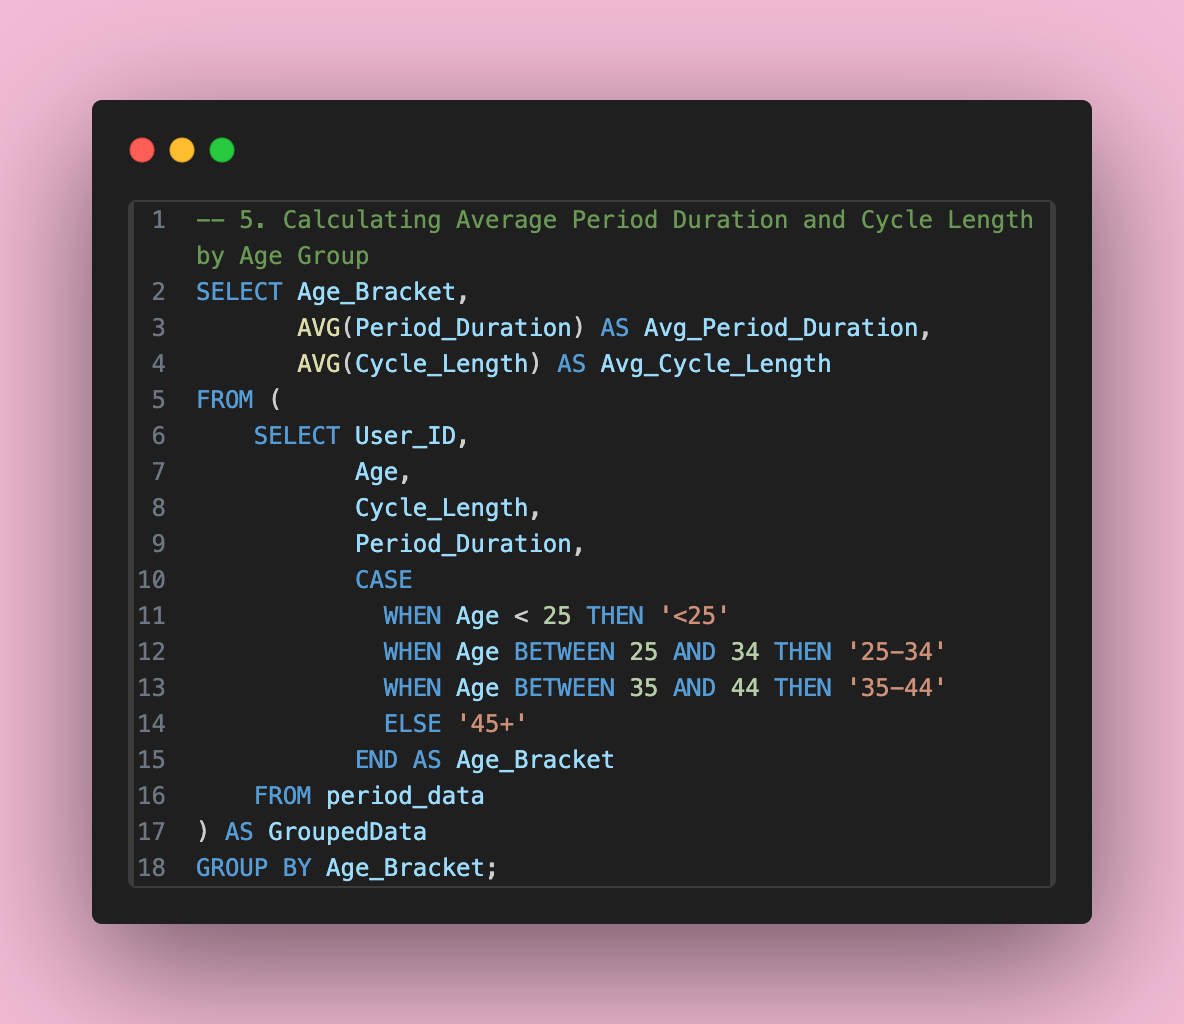 1 -- 5. Calculating Average Period Duration and Cycle Length
by Age Group
2 SELECT Age_Bracket,
3        AVG(Period_Duration) AS Avg_Period_Duration,
4        AVG(Cycle_Length) AS Avg_Cycle_Length
5 FROM (
6     SELECT User_ID,
7            Age,
8            Cycle_Length,
9            Period_Duration,
10            CASE
11              WHEN Age < 25 THEN '<25'
12              WHEN Age BETWEEN 25 AND 34 THEN '25-34'
13              WHEN Age BETWEEN 35 AND 44 THEN '35-44'
14              ELSE '45+'
15            END AS Age_Bracket
16     FROM period_data
17 ) AS GroupedData
18 GROUP BY Age_Bracket;